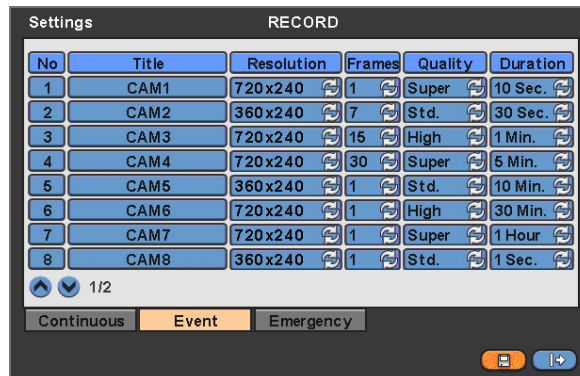 Settings RECORD
No Title Resolution Frames Quality Duration
1 CAM1 720x240 1 Super 10 Sec.
2 CAM2 360x240 7 Std. 30 Sec.
3 CAM3 720x240 15 High 1 Min.
4 CAM4 720x240 30 Super 5 Min.
5 CAM5 360x240 1 Std. 10 Min.
6 CAM6 720x240 1 High 30 Min.
7 CAM7 720x240 1 Super 1 Hour
8 CAM8 360x240 1 Std. 1 Sec.
1/2
Continuous Event Emergency